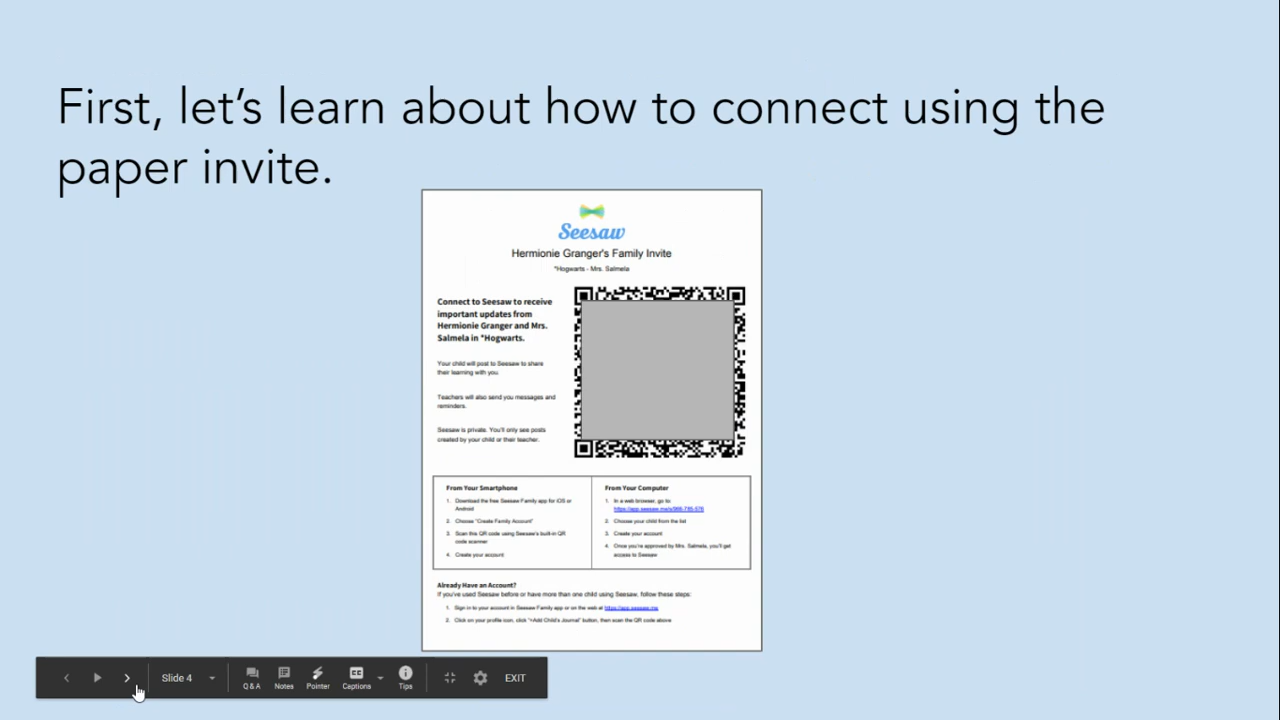 First, let's learn about how to connect using the
paper invite.
Seesaw
Hermionie Granger's Family Invite
*Hogwarts - Mrs. Salmela
Connect to Seesaw to receive
important updates from
Hermionie Granger and Mrs.
Salmela in *Hogwarts.
Your child will post to Seesaw to share
their learning with you.
Teachers will also send you messages and
reminders.
Seesaw is private. You'll only see posts
created by your child or their teacher.
From Your Smartphone
1. Download the free Seesaw Family app for iOS or
Android
2. Choose "Create Family Account"
3. Scan this QR code using Seesaw's built-in QR
code scanner
4. Create your account
From Your Computer
1. In a web browser, go to
2. Choose your child from the list
3. Create your account
4. Once you're approved by Mrs. Salmela, you'll get
access to Seesaw
Already Have an Account?
If you've used Seesaw before or have more than one child using Seesaw, follow these steps:
1. Sign in to your account in Seesaw Family app or on the web at https://app.seesaw.me
2. Click on your profile icon, click "+Add Child's Journal" button, then scan the QR code above
Slide 4
Q & A
Notes
Pointer
CC
Captions
Tips
EXIT